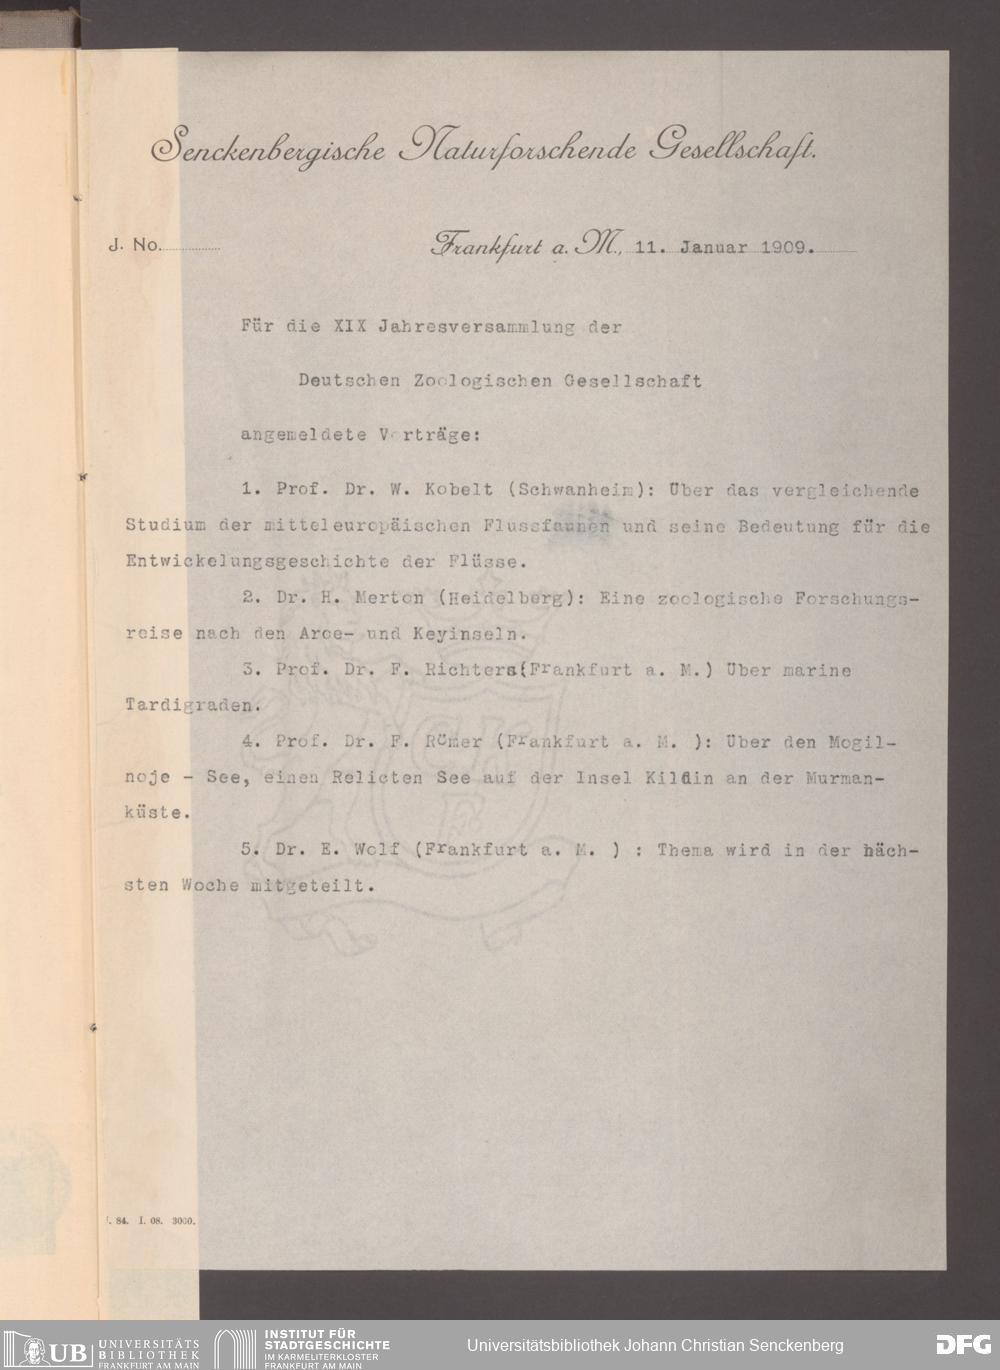 Senckenbergische Naturforschende Gesellschaft.
J. No.
Frankfurt a. M., 11. Januar 1909.
Für die XIX Jahresversammlung der
Deutschen Zoologischen Gesellschaft
angemeldete Vorträge:
1. Prof. Dr. W. Kobelt (Schwanheim): Über das vergleichende
Studium der mitteleuropäischen Flussfaunen und seine Bedeutung für die
Entwickelungsgeschichte der Flüsse.
2. Dr. H. Merton (Heidelberg): Eine zoologische Forschungs-
reise nach den Aroe- und Keyinseln.
3. Prof. Dr. F. Richters(Frankfurt a. M.) Über marine
Tardigraden.
4. Prof. Dr. F. Römer (Frankfurt a. M. ): Über den Mogil-
noje - See, einen Relicten See auf der Insel Kildin an der Murman-
küste.
5. Dr. E. Wolf (Frankfurt a. M. ) : Thema wird in der näch-
sten Woche mitgeteilt.
84. I. 08. 3000.
UB UNIVERSITÄTS
BIBLIOTHEK
FRANKFURT AM MAIN
INSTITUT FÜR
STADTGESCHICHTE
IM KARMELITERKLOSTER
FRANKFURT AM MAIN
Universitätsbibliothek Johann Christian Senckenberg
DFG